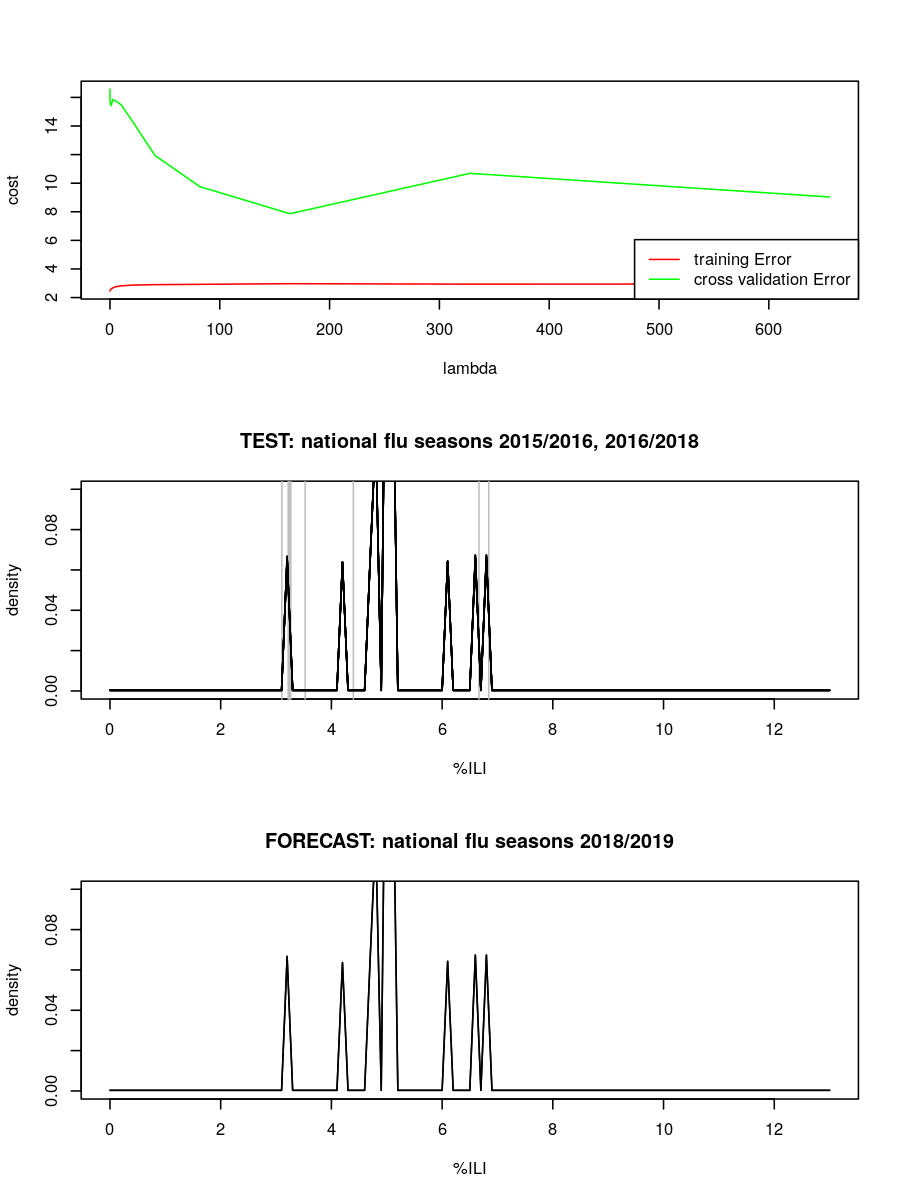 cost
2 4 6 8 10 14
training Error
cross validation Error
0 100 200 300 400 500 600
lambda
TEST: national flu seasons 2015/2016, 2016/2018
density
0.00 0.04 0.08
0 2 4 6 8 10 12
%ILI
FORECAST: national flu seasons 2018/2019
density
0.00 0.04 0.08
0 2 4 6 8 10 12
%ILI